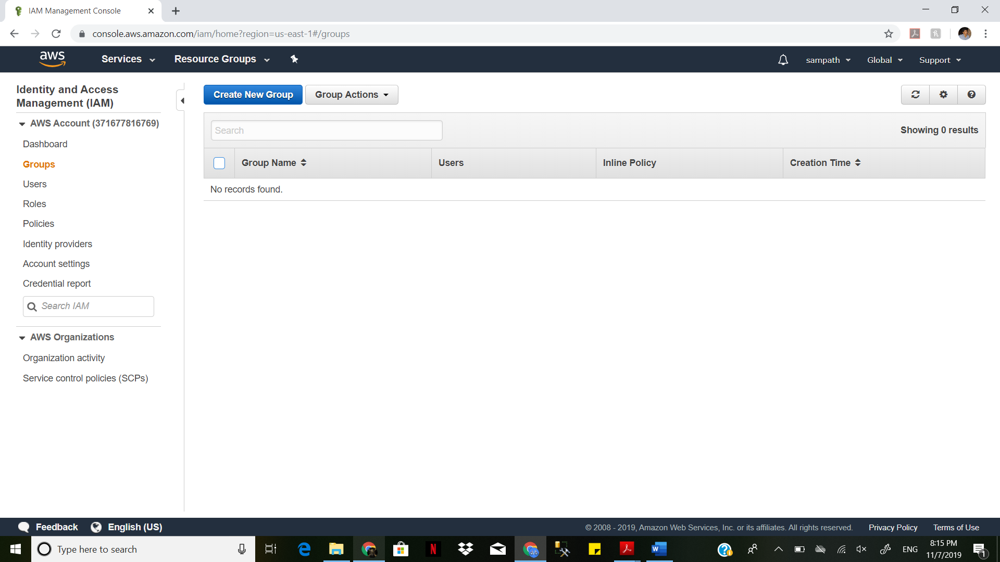 IAM Management Console
console.aws.amazon.com/iam/home?region=us-east-1#/groups
aws
Services
Resource Groups
sampath
Global
Support
Identity and Access
Management (IAM)
AWS Account (371677816769)
Dashboard
Groups
Users
Roles
Policies
Identity providers
Account settings
Credential report
Search IAM
AWS Organizations
Organization activity
Service control policies (SCPs)
Create New Group
Group Actions
Search
Showing 0 results
Group Name
Users
Inline Policy
Creation Time
No records found.
Feedback
English (US)
© 2008 - 2019, Amazon Web Services, Inc. or its affiliates. All rights reserved.
Privacy Policy
Terms of Use
Type here to search
ENG
8:15 PM
11/7/2019
1